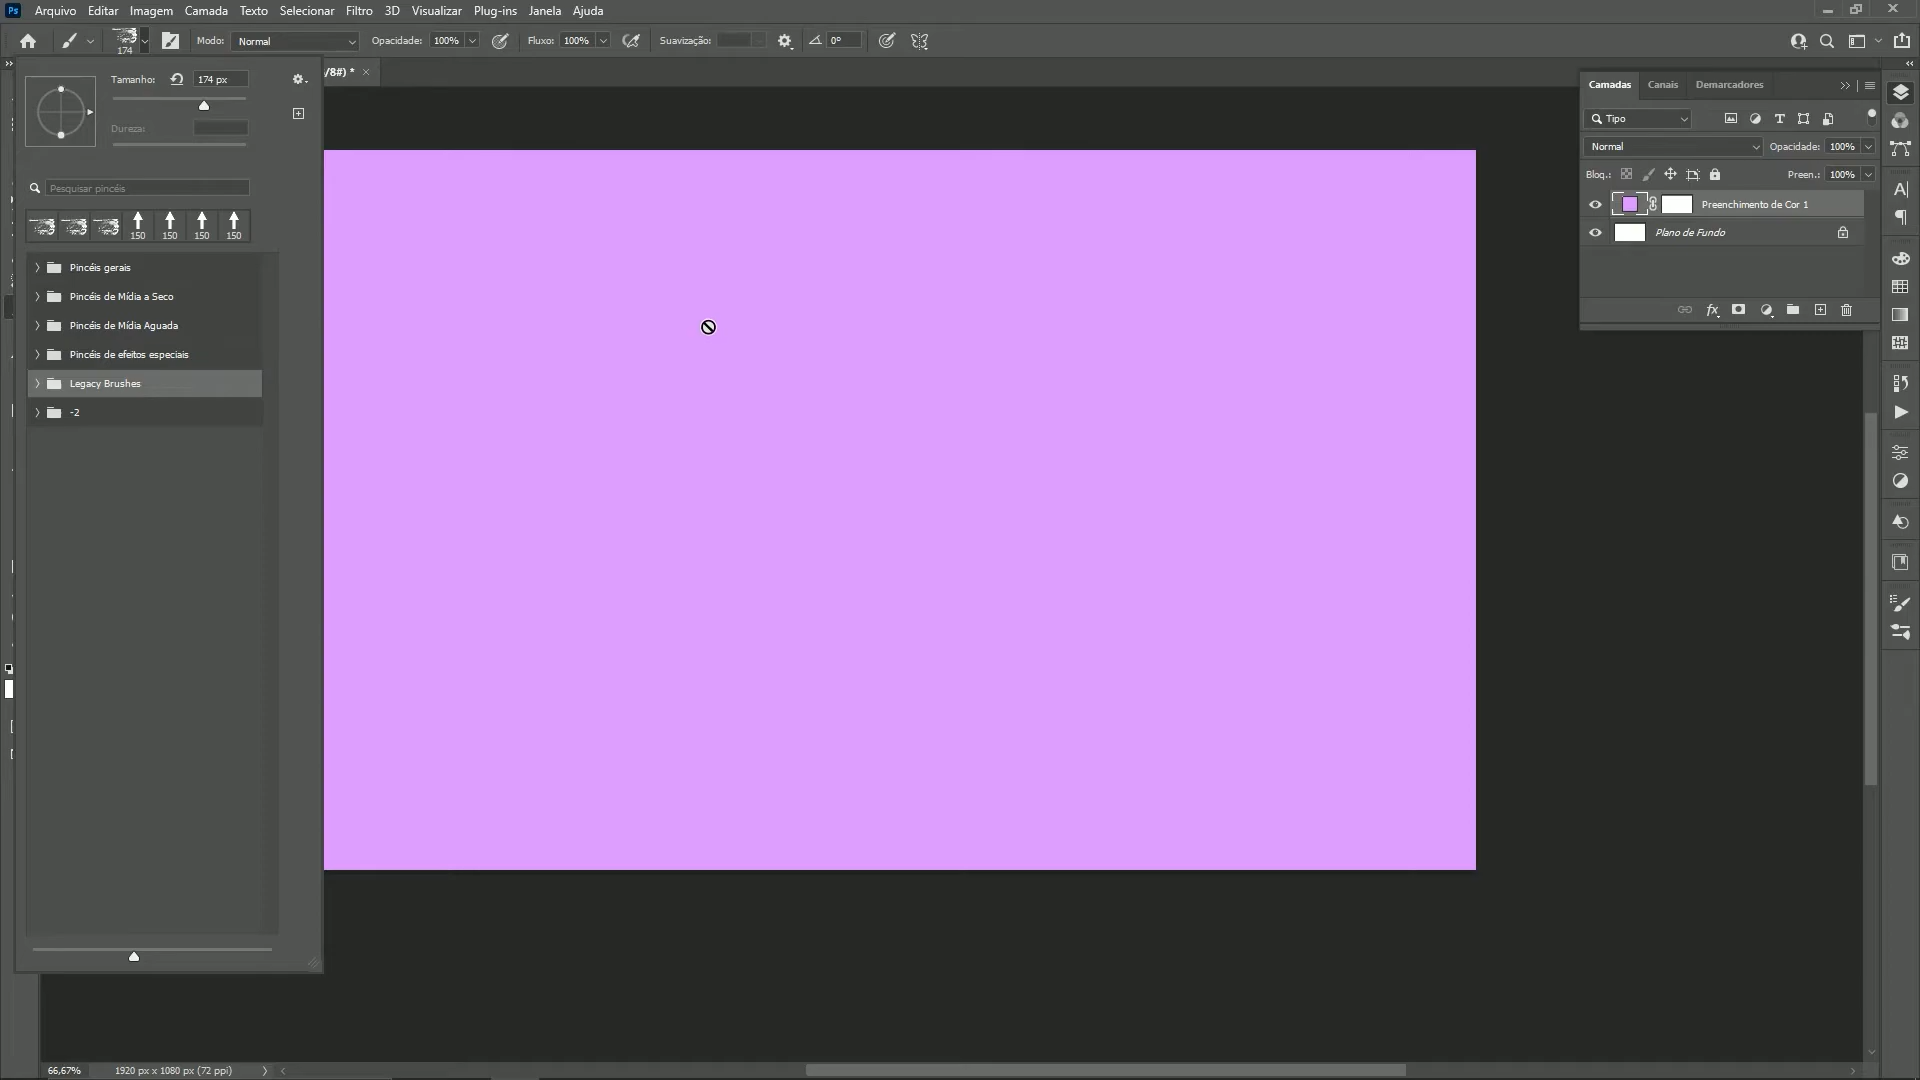 Ps Arquivo Editar Imagem Camada Texto Selecionar Filtro 3D Visualizar Plug-ins Janela Ajuda
174 Modo: Normal Opacidade: 100% Fluxo: 100% Suavização: 0°
/8#) *
Tamanho: 174 px
Dureza:
Pesquisar pincéis
150 150 150 150
Pincéis gerais
Pincéis de Mídia a Seco
Pincéis de Mídia Aguada
Pincéis de efeitos especiais
Legacy Brushes
-2
Camadas Canais Demarcadores
Tipo
Normal Opacidade: 100%
Bloq.: Preen.: 100%
Preenchimento de Cor 1
Plano de Fundo
66,67% 1920 px x 1080 px (72 ppi)